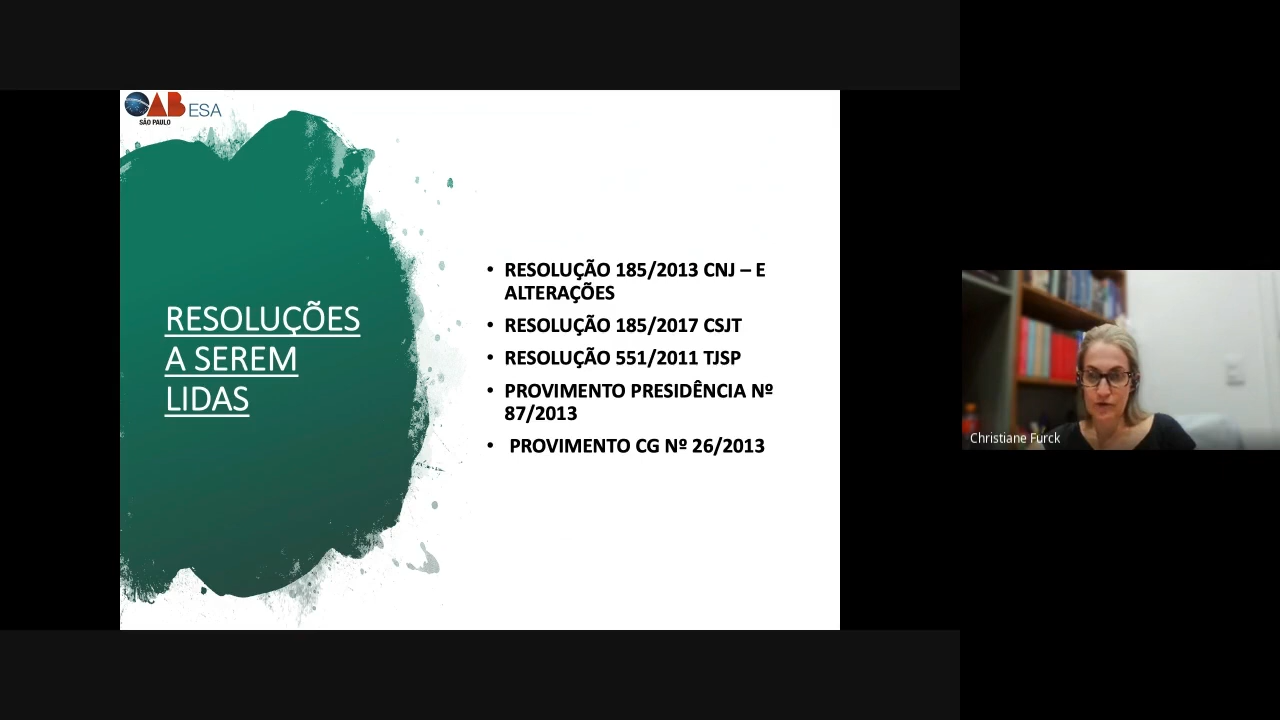 OAB ESA
SÃO PAULO
RESOLUÇÕES
A SEREM
LIDAS
• RESOLUÇÃO 185/2013 CNJ – E
ALTERAÇÕES
• RESOLUÇÃO 185/2017 CSJT
• RESOLUÇÃO 551/2011 TJSP
• PROVIMENTO PRESIDÊNCIA Nº
87/2013
• PROVIMENTO CG Nº 26/2013
Christiane Furck